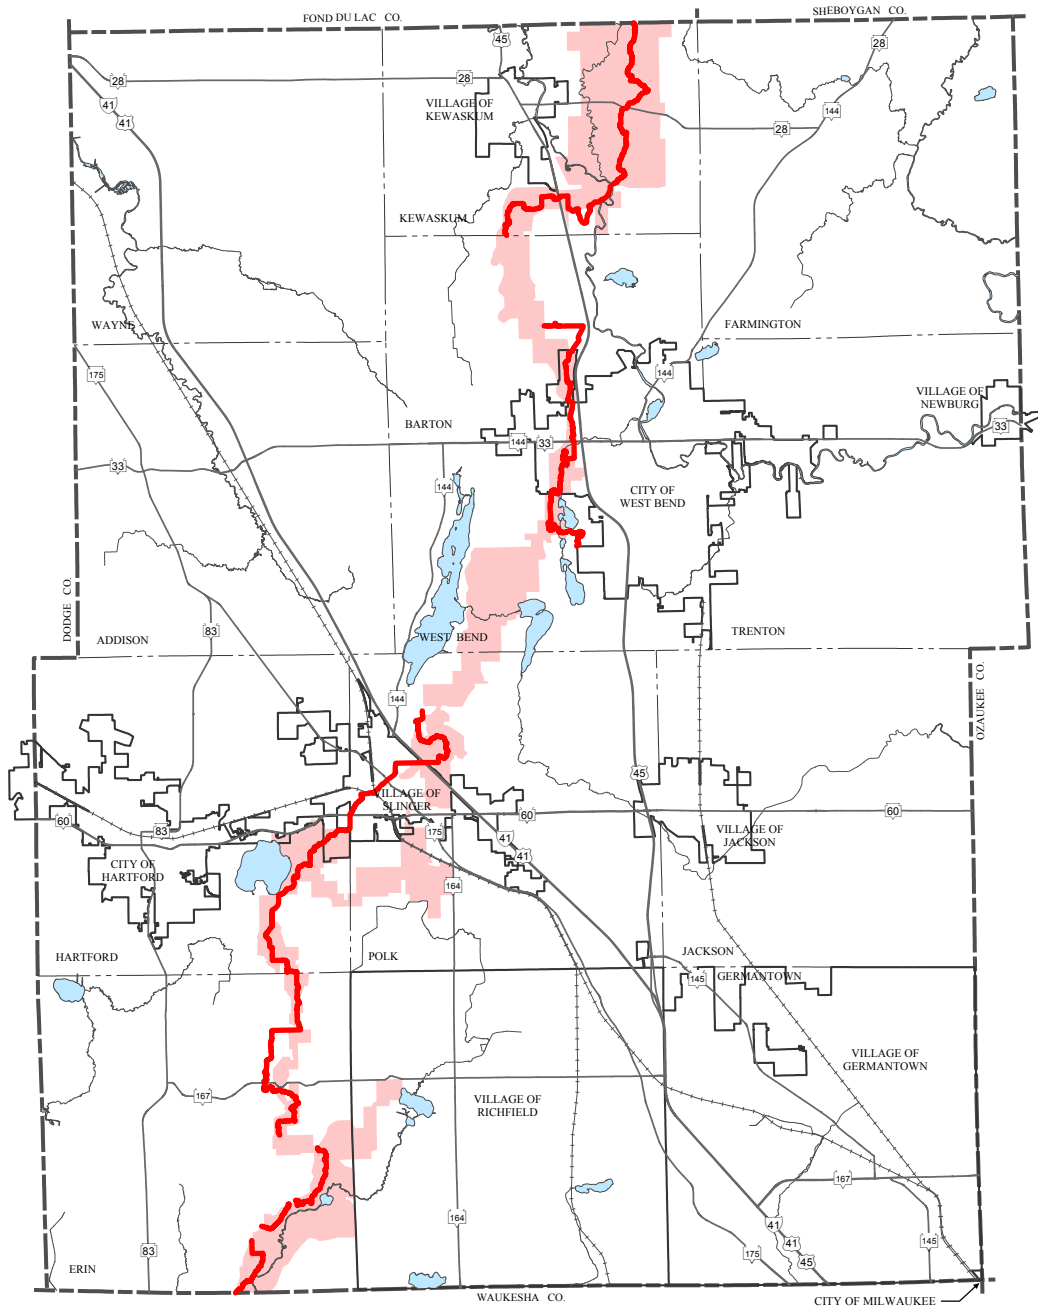 FOND DU LAC CO.
SHEBOYGAN CO.
45
28
28
28
41
41
VILLAGE OF
KEWASKUM
144
28
KEWASKUM
WAYNE
FARMINGTON
175
144
VILLAGE OF
NEWBURG
BARTON
33
144
33
33
144
CITY OF
WEST BEND
DODGE CO.
83
ADDISON
WEST BEND
TRENTON
OZAUKEE CO.
144
45
VILLAGE OF
SLINGER
60
60
60
83
175
41
41
VILLAGE OF
JACKSON
CITY OF
HARTFORD
164
HARTFORD
POLK
JACKSON
145
GERMANTOWN
VILLAGE OF
GERMANTOWN
167
VILLAGE OF
RICHFIELD
167
164
41
41
45
145
83
175
ERIN
WAUKESHA CO.
CITY OF MILWAUKEE